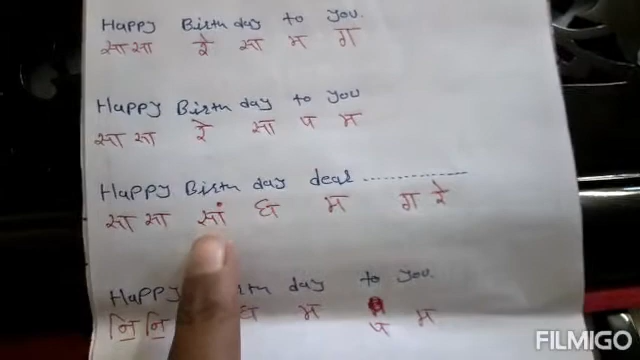 Happy Birth day to you.
सा सा रे सा म ग
Happy Birth day to you
सा सा रे सा प म
Happy Birth day dear ..............
सा सा सां ध म ग रे
Happy day to you.
नि॒ नि॒ ध म प म
FILMIGO